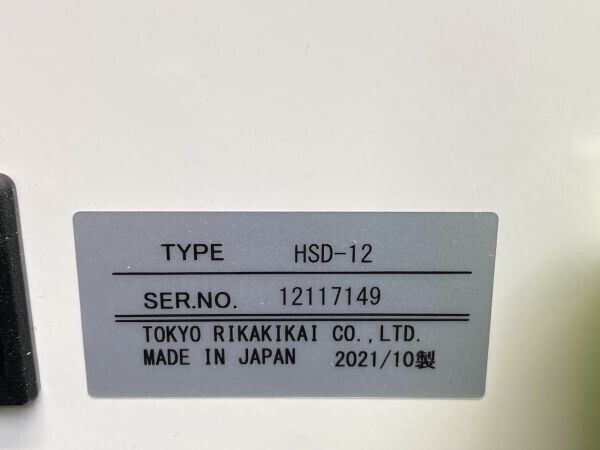 TYPE HSD-12
SER.NO. 12117149
TOKYO RIKAKIKAI CO.,LTD.
MADE IN JAPAN 2021/10製